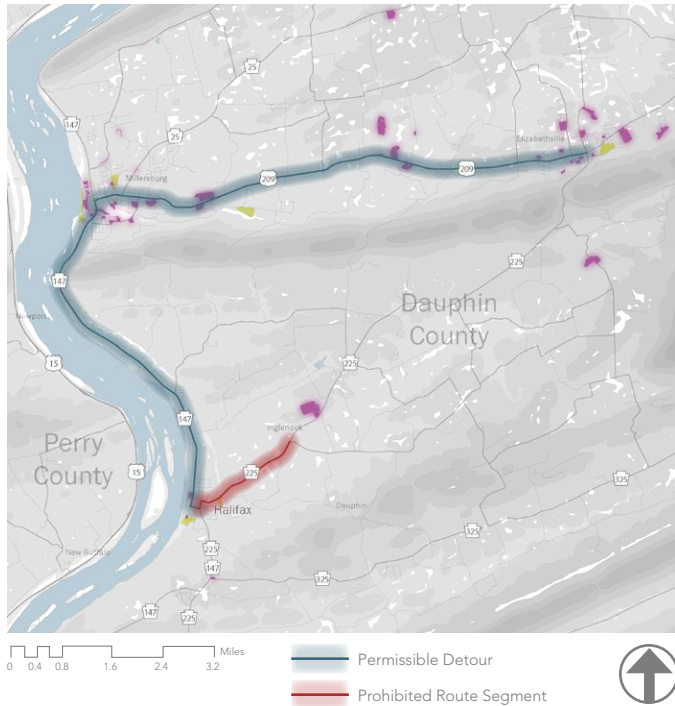 25
147
25
Elizabethville
Millersburg
209
209
225
147
Newport
Dauphin
County
15
225
147
Inglenook
Perry
County
15
225
325
Halifax
Dauphin
325
225
New Buffalo
147
325
147
225
Miles
0 0.4 0.8 1.6 2.4 3.2
Permissible Detour
Prohibited Route Segment